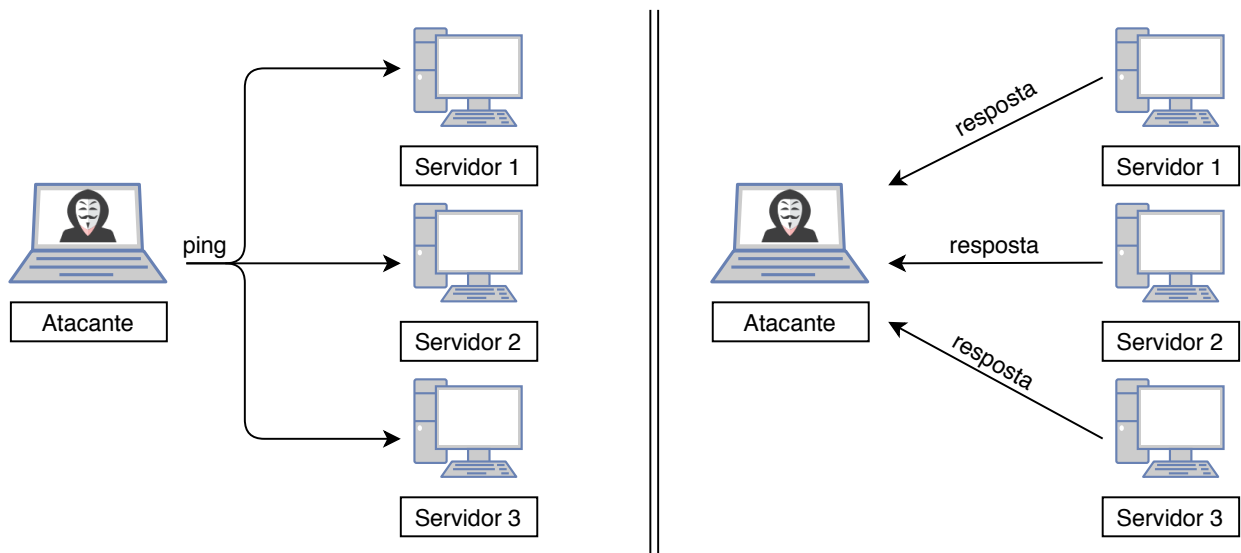 Servidor 1
ping
Atacante
Servidor 2
Servidor 3
resposta
Servidor 1
resposta
Atacante
Servidor 2
resposta
Servidor 3